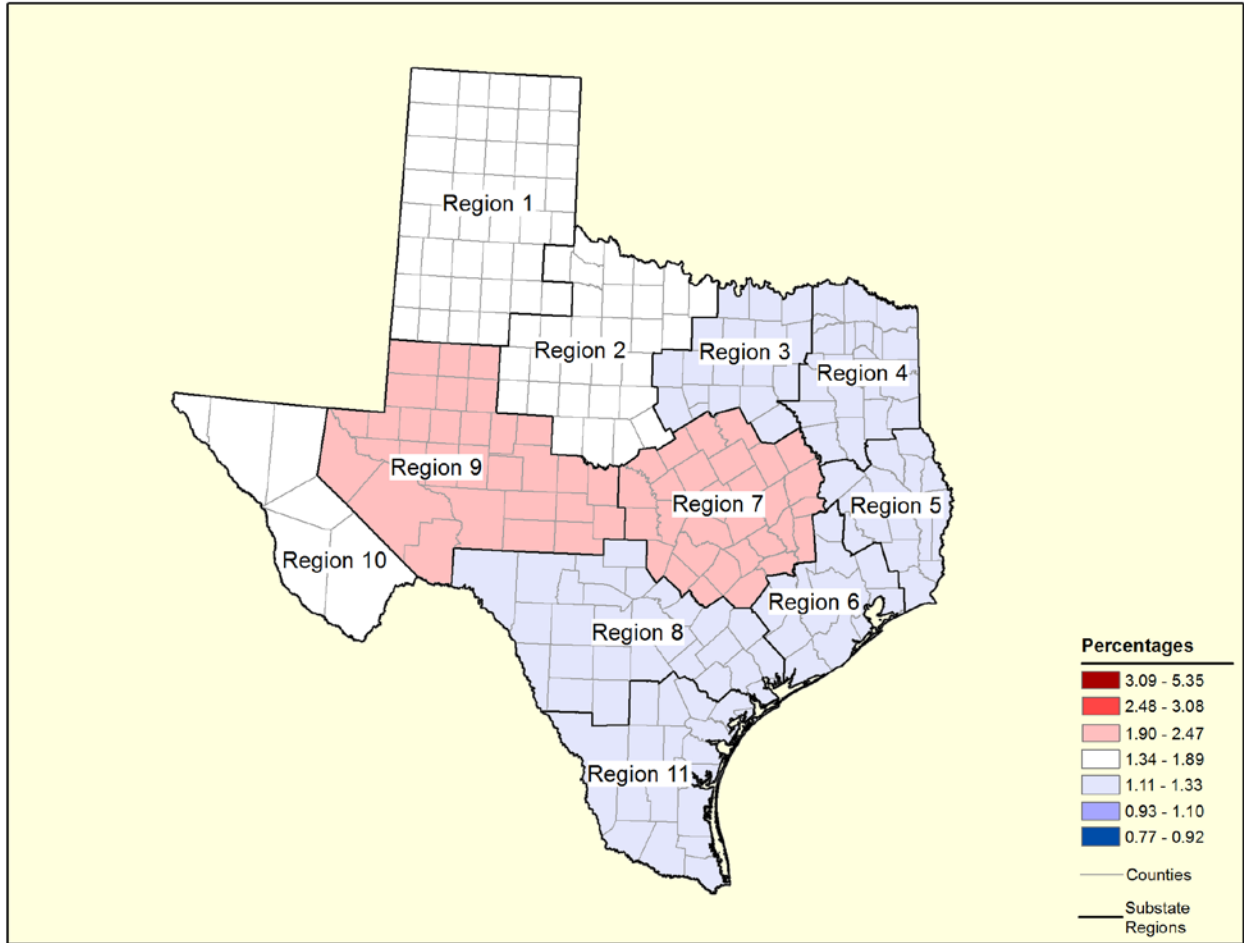 Region 1
Region 2
Region 3
Region 4
Region 9
Region 7
Region 5
Region 10
Region 6
Region 8
Region 11
Percentages
3.09 - 5.35
2.48 - 3.08
1.90 - 2.47
1.34 - 1.89
1.11 - 1.33
0.93 - 1.10
0.77 - 0.92
Counties
Substate
Regions